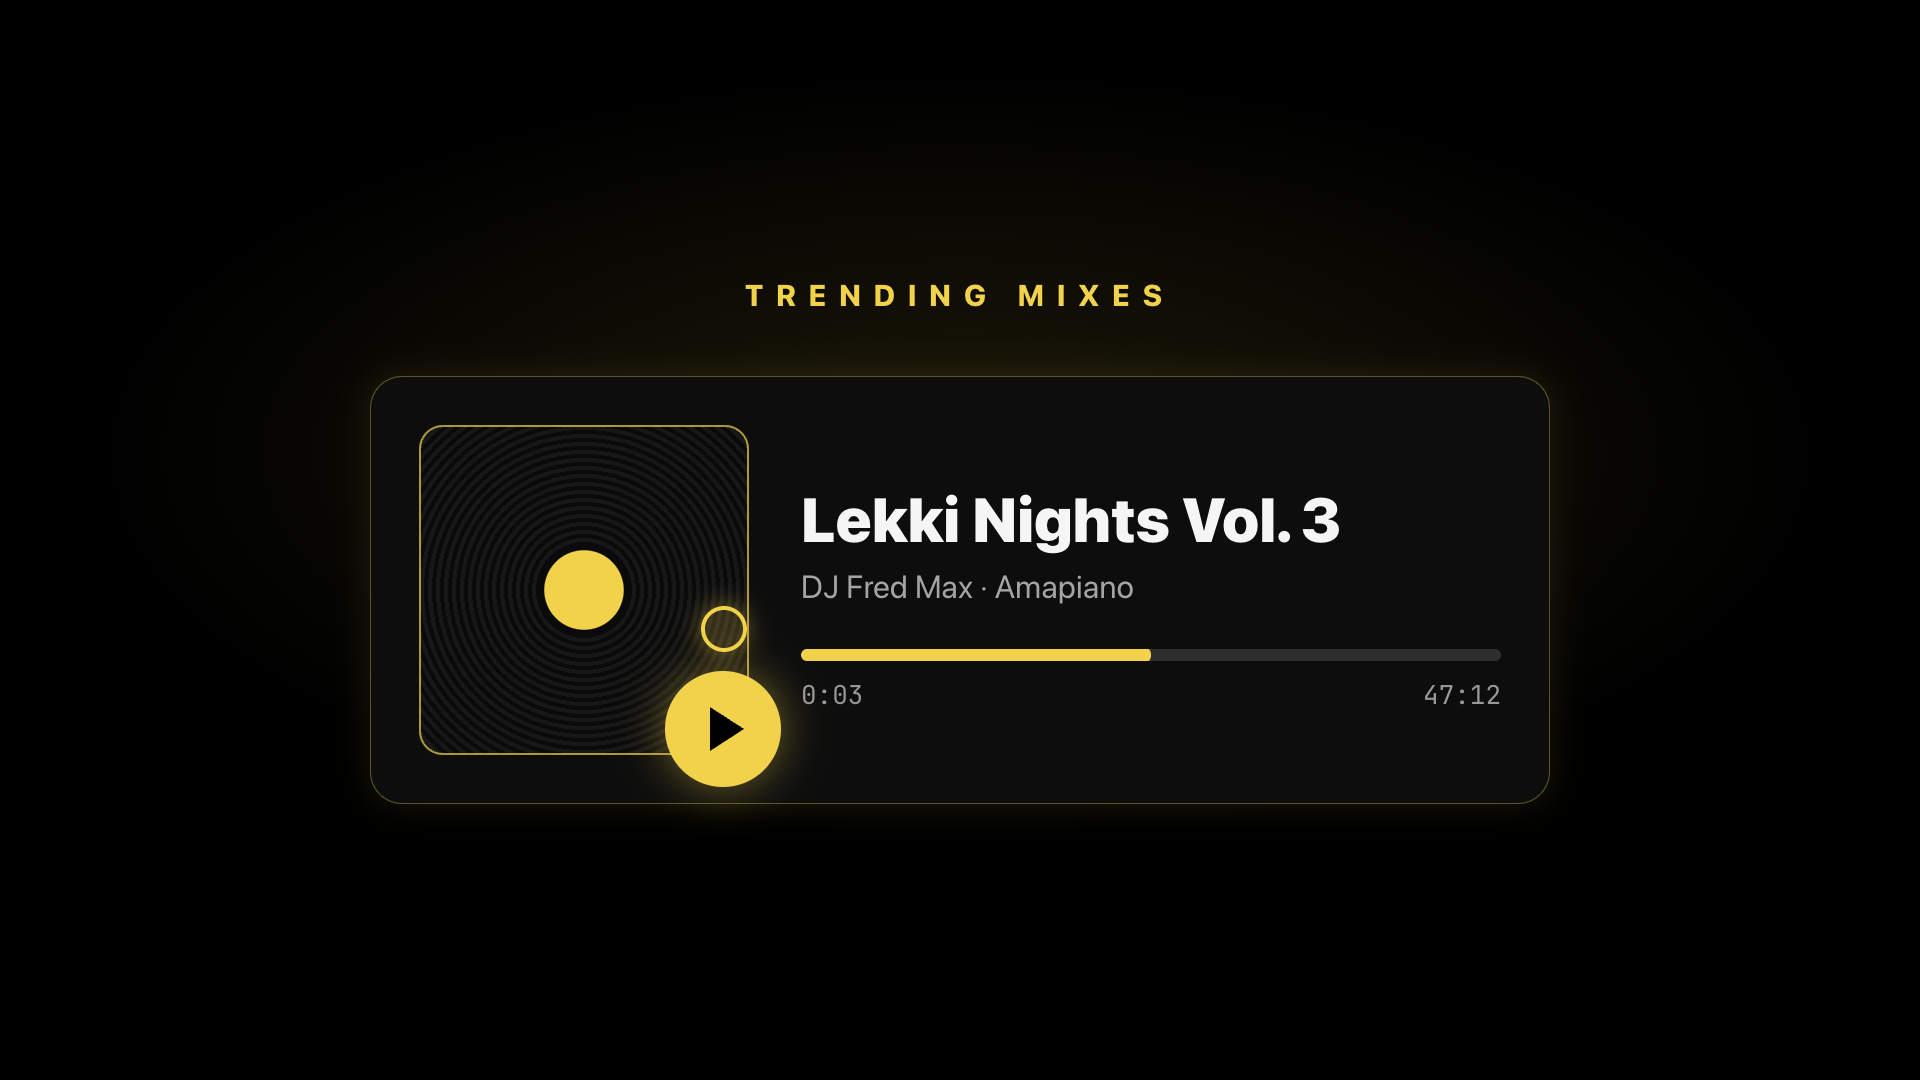 TRENDING MIXES
Lekki Nights Vol. 3
DJ Fred Max · Amapiano
0:03
47:12